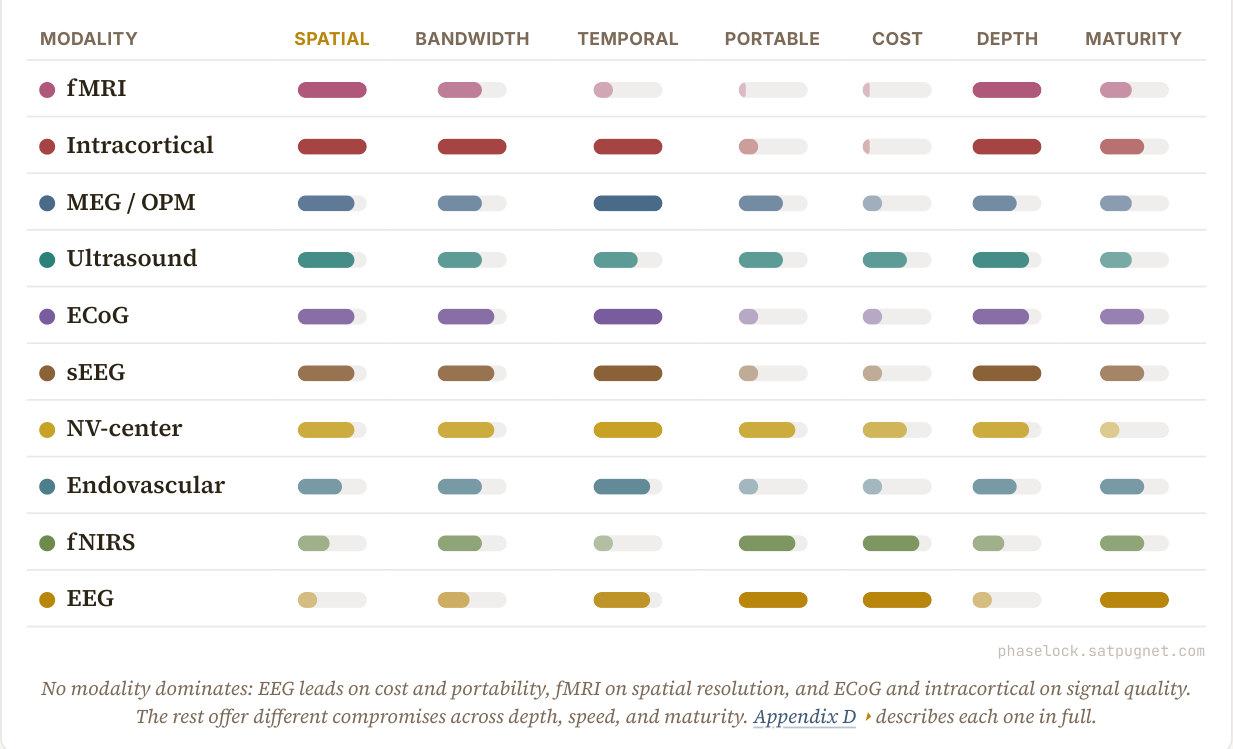 MODALITY SPATIAL BANDWIDTH TEMPORAL PORTABLE COST DEPTH MATURITY
fMRI
Intracortical
MEG / OPM
Ultrasound
ECoG
sEEG
NV-center
Endovascular
fNIRS
EEG
phaselock.satpugnet.com
No modality dominates: EEG leads on cost and portability, fMRI on spatial resolution, and ECoG and intracortical on signal quality.
The rest offer different compromises across depth, speed, and maturity. Appendix D ‣ describes each one in full.